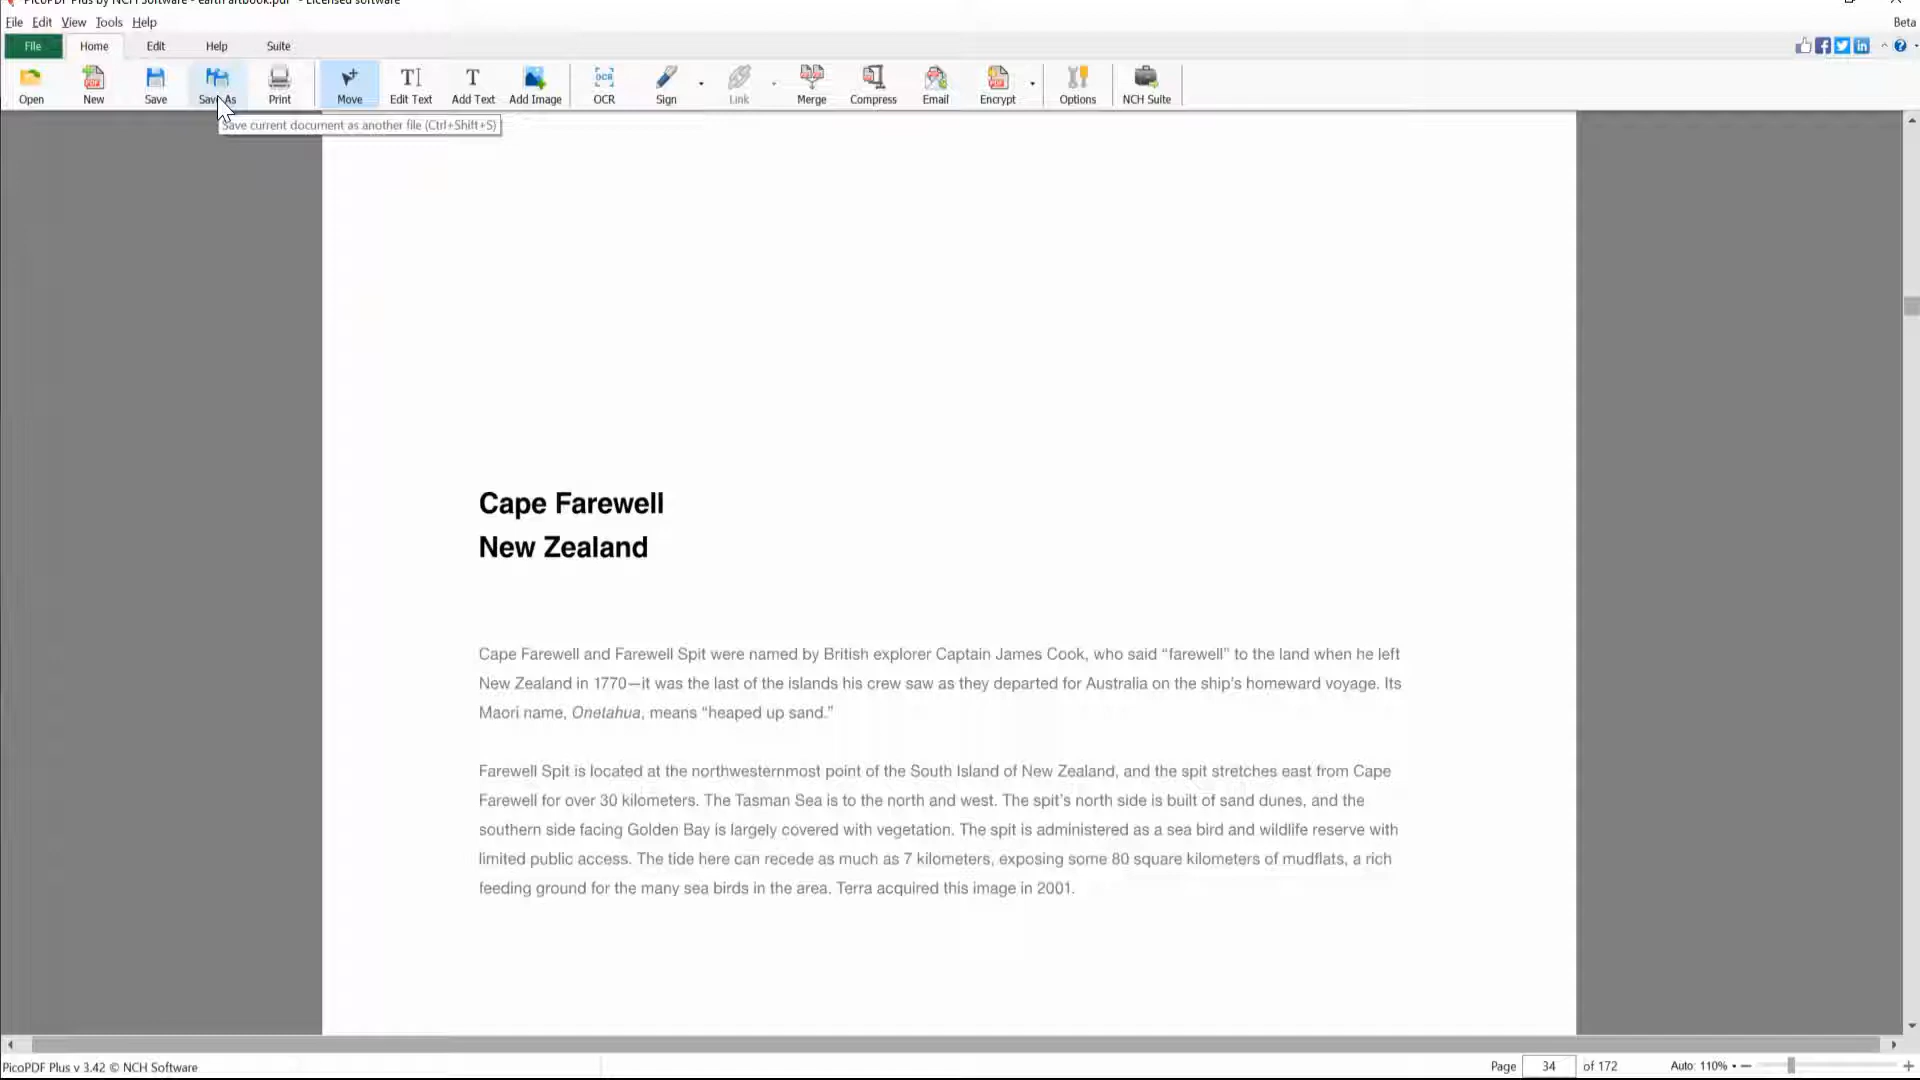 PicoPDF Plus by NCH Software - earth artbook.pdf * - Licensed software
File Edit View Tools Help
Beta
File Home Edit Help Suite
Open New Save Save As Print Move Edit Text Add Text Add Image OCR Sign Link Merge Compress Email Encrypt Options NCH Suite
Save current document as another file (Ctrl+Shift+S)
Cape Farewell
New Zealand
Cape Farewell and Farewell Spit were named by British explorer Captain James Cook, who said “farewell” to the land when he left
New Zealand in 1770—it was the last of the islands his crew saw as they departed for Australia on the ship’s homeward voyage. Its
Maori name, Onetahua, means “heaped up sand.”
Farewell Spit is located at the northwesternmost point of the South Island of New Zealand, and the spit stretches east from Cape
Farewell for over 30 kilometers. The Tasman Sea is to the north and west. The spit’s north side is built of sand dunes, and the
southern side facing Golden Bay is largely covered with vegetation. The spit is administered as a sea bird and wildlife reserve with
limited public access. The tide here can recede as much as 7 kilometers, exposing some 80 square kilometers of mudflats, a rich
feeding ground for the many sea birds in the area. Terra acquired this image in 2001.
PicoPDF Plus v 3.42 © NCH Software
Page 34 of 172 Auto: 110%